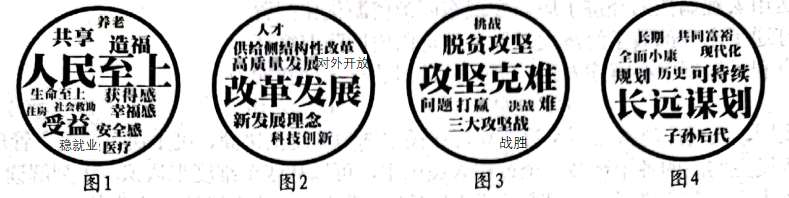 养老
共享 造福
人民至上
生命至上 获得感
住房 社会救助 幸福感
受益 安全感
稳就业 医疗
图1
人才
供给侧结构性改革
高质量发展 对外开放
改革发展
新发展理念
科技创新
图2
挑战
脱贫攻坚
攻坚克难
问题 打赢 决战 难
三大攻坚战
战胜
图3
长期 共同富裕
全面小康 现代化
规划 历史 可持续
长远谋划
子孙后代
图4